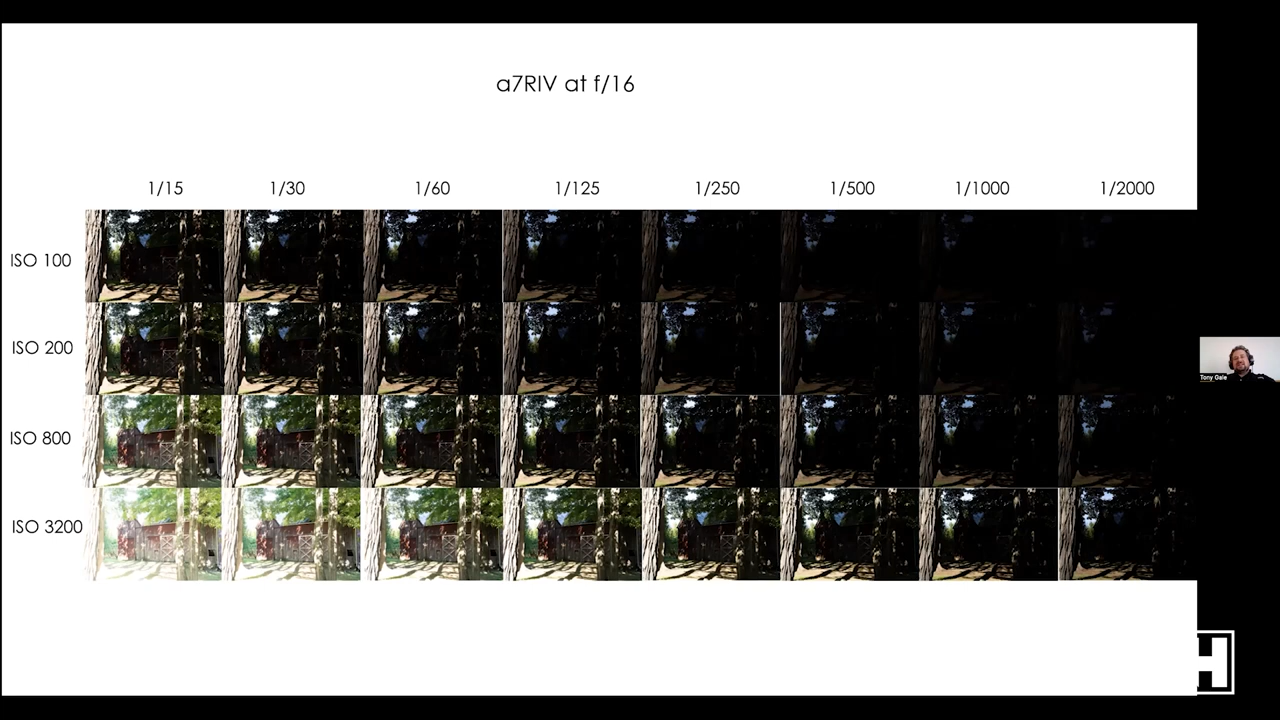 a7RIV at f/16
1/15 1/30 1/60 1/125 1/250 1/500 1/1000 1/2000
ISO 100
ISO 200
Tony Gale
ISO 800
ISO 3200
H